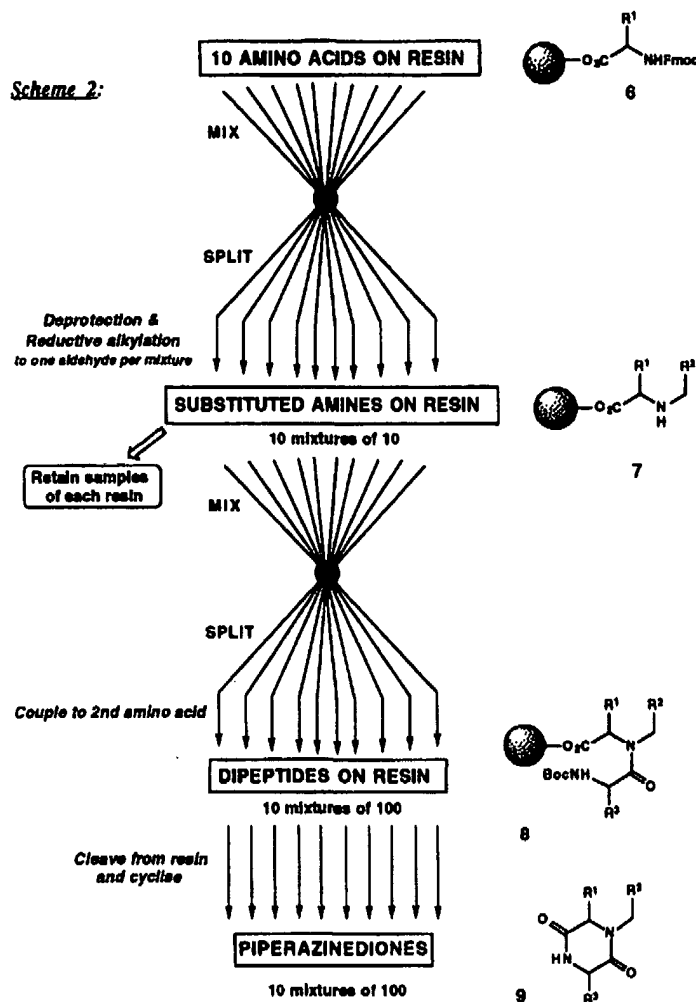 Scheme 2:
10 AMINO ACIDS ON RESIN
R¹
O₂C
NHFmoc
6
MIX
SPLIT
Deprotection &
Reductive alkylation
to one aldehyde per mixture
SUBSTITUTED AMINES ON RESIN
10 mixtures of 10
R¹
R²
O₂C
N
H
7
Retain samples
of each resin
MIX
SPLIT
Couple to 2nd amino acid
DIPEPTIDES ON RESIN
10 mixtures of 100
R¹
R²
O₂C
N
BocNH
O
R³
8
Cleave from resin
and cyclise
PIPERAZINEDIONES
10 mixtures of 100
R¹
R²
O
N
HN
O
R³
9